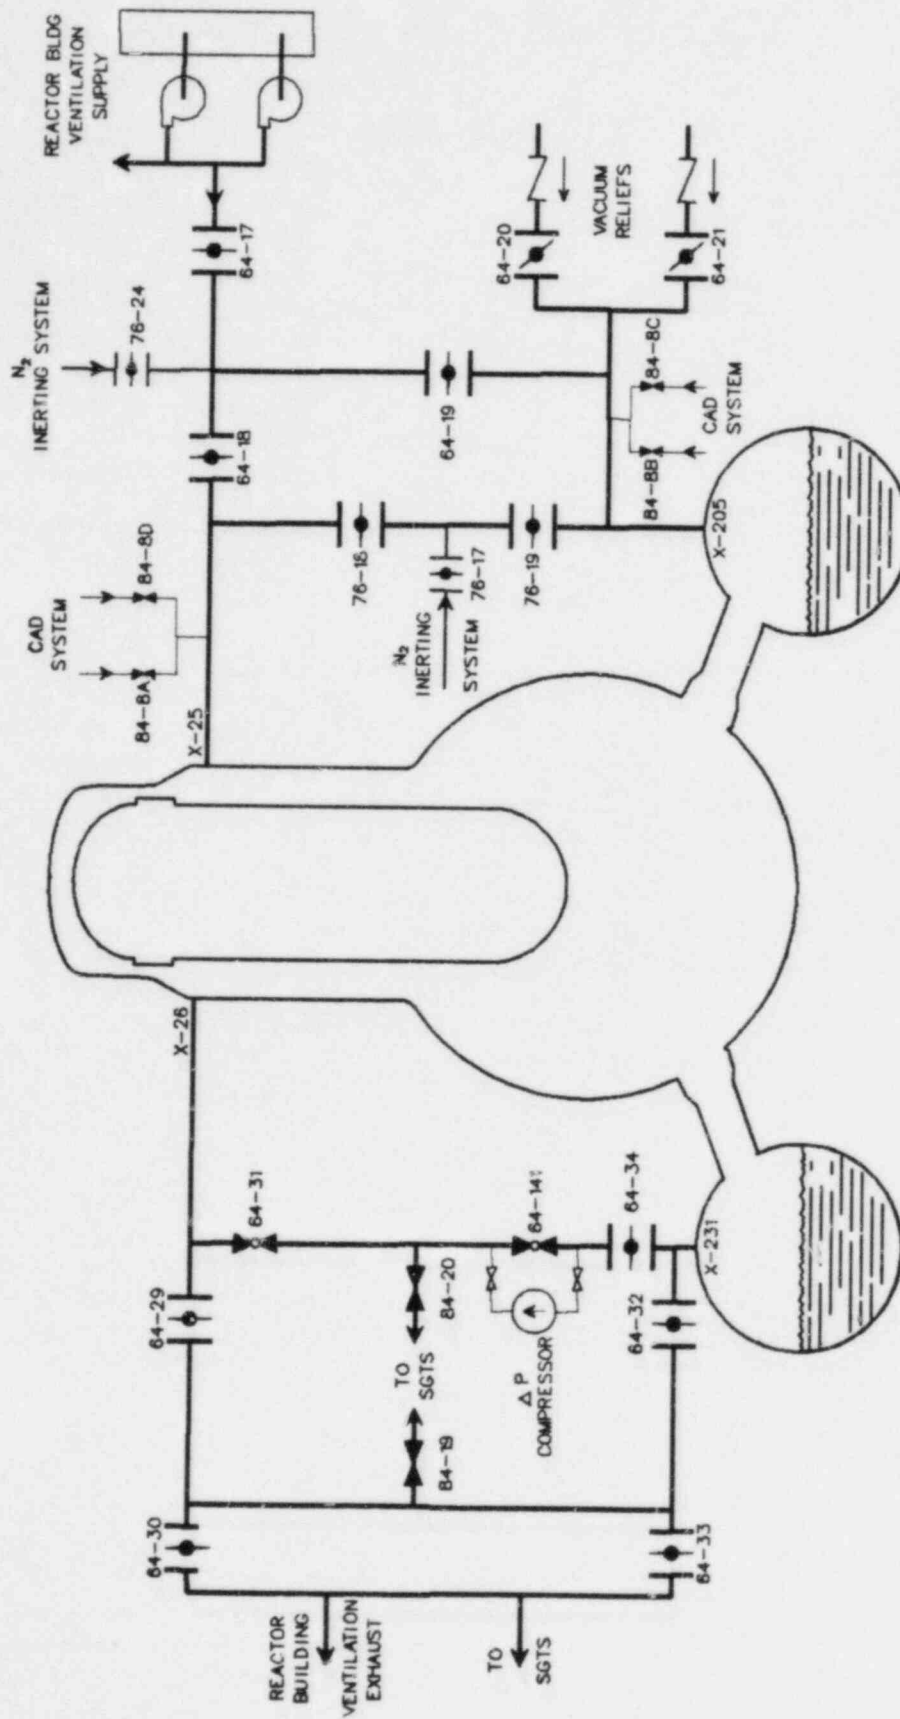 REACTOR BLDG
VENTILATION
SUPPLY
64-17
N₂
INERTING SYSTEM
76-24
64-18
64-19
64-20
VACUUM
RELIEFS
64-21
84-8C
CAD
SYSTEM
84-8B
CAD
SYSTEM
84-8D
84-8A
X-25
76-18
N₂
INERTING
SYSTEM
76-17
76-19
X-205
X-26
64-31
64-29
64-30
84-20
TO
SGTS
84-19
64-141
Δ P
COMPRESSOR
64-34
64-32
X-231
64-33
REACTOR
BUILDING
VENTILATION
EXHAUST
TO
SGTS